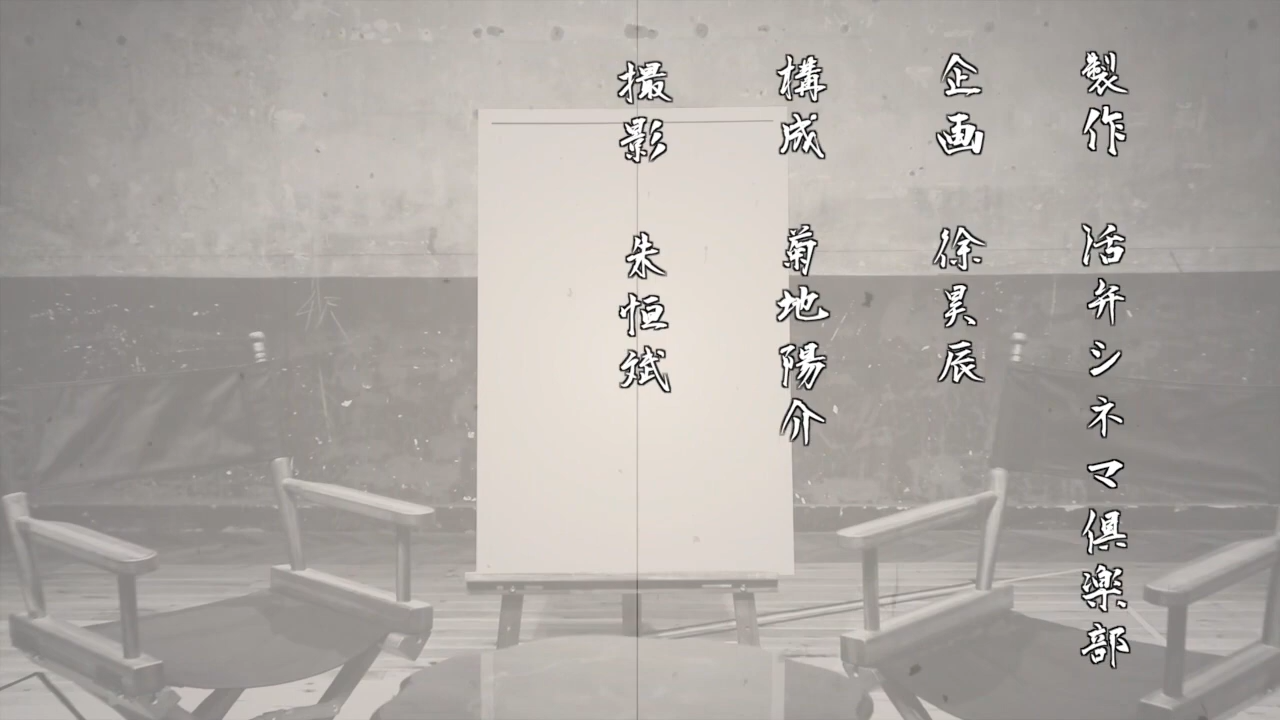 製作 活弁シネマ倶楽部
企画 徐昊辰
構成 菊地陽介
撮影 朱恒斌